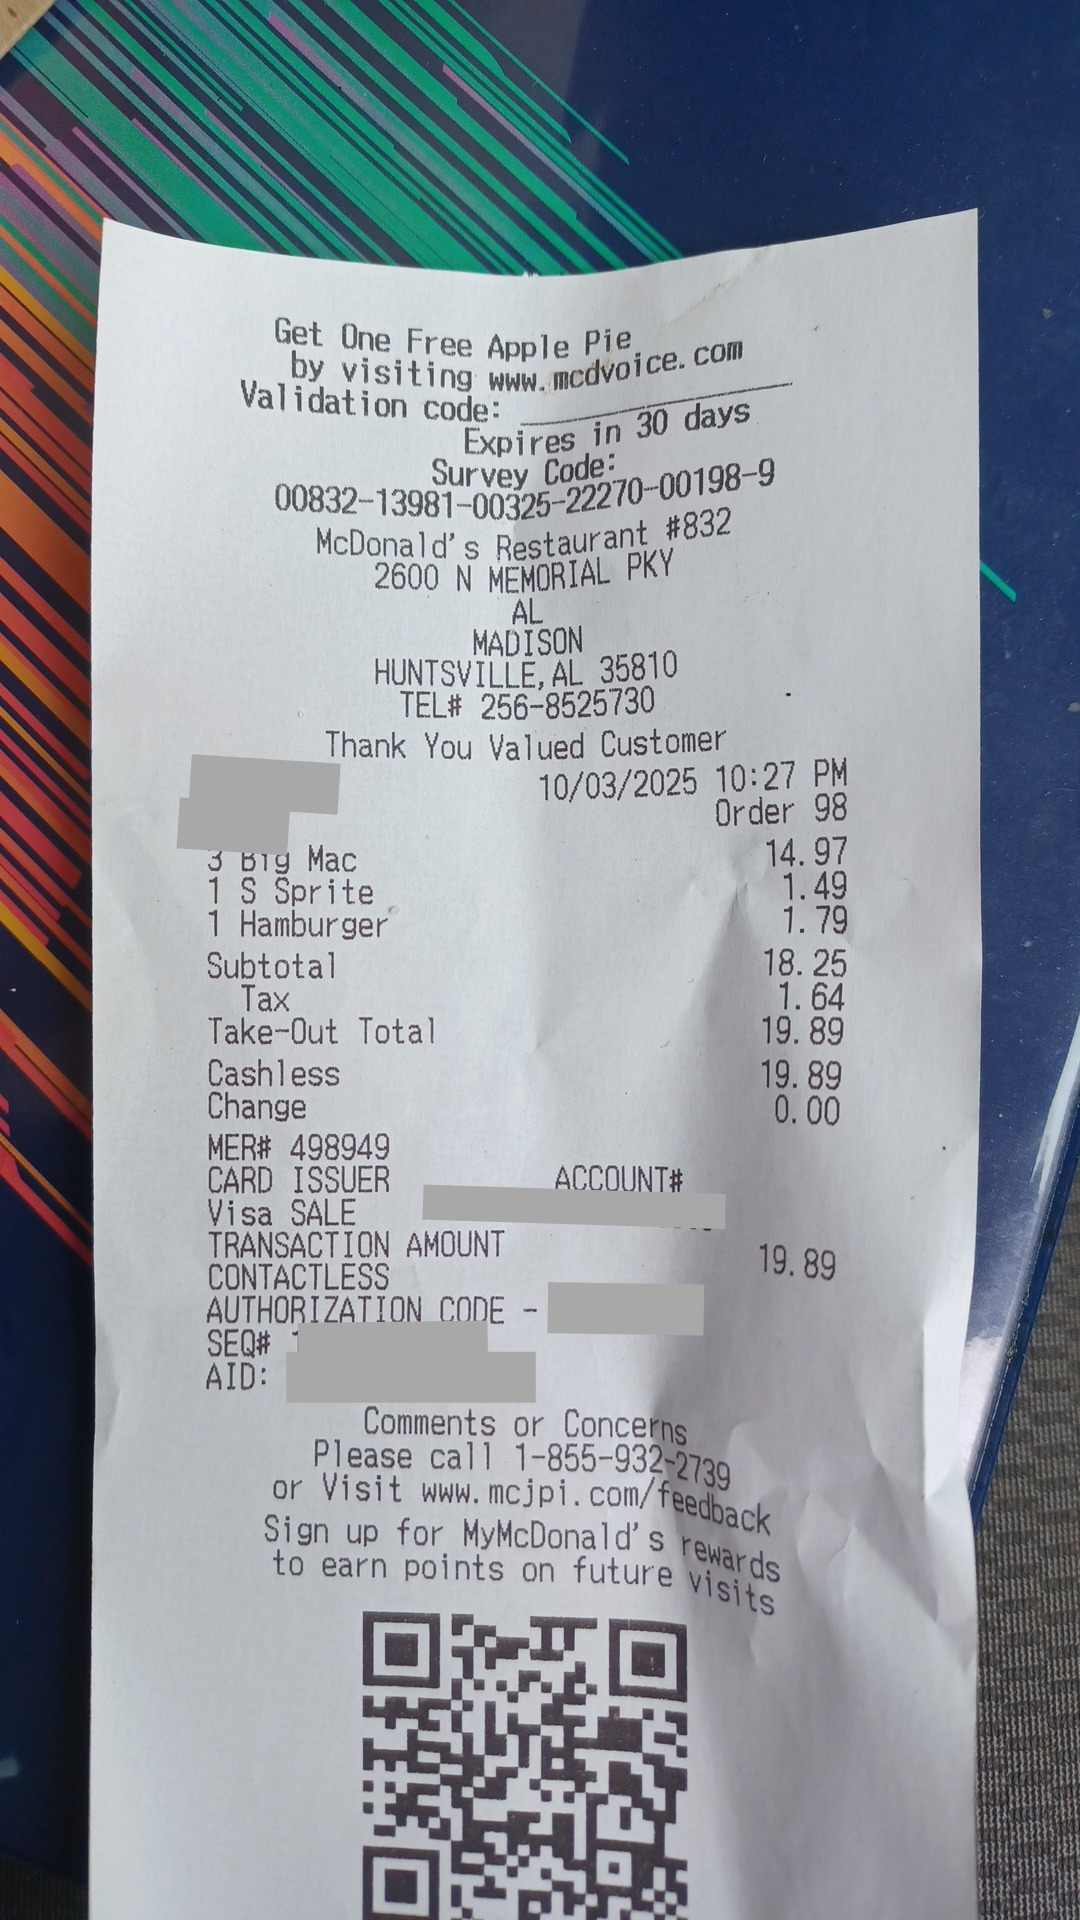 Get One Free Apple Pie
by visiting www.mcdvoice.com
Validation code:
Expires in 30 days
Survey Code:
00832-13981-00325-22270-00198-9
McDonald's Restaurant #832
2600 N MEMORIAL PKY
AL
MADISON
HUNTSVILLE, AL 35810
TEL# 256-8525730
Thank You Valued Customer
10/03/2025 10:27 PM
Order 98
3 Big Mac 14.97
1 S Sprite 1.49
1 Hamburger 1.79
Subtotal 18.25
Tax 1.64
Take-Out Total 19.89
Cashless 19.89
Change 0.00
MER# 498949
CARD ISSUER ACCOUNT#
Visa SALE
TRANSACTION AMOUNT 19.89
CONTACTLESS
AUTHORIZATION CODE -
SEQ#
AID:
Comments or Concerns
Please call 1-855-932-2739
or Visit www.mcjpi.com/feedback
Sign up for MyMcDonald's rewards
to earn points on future visits